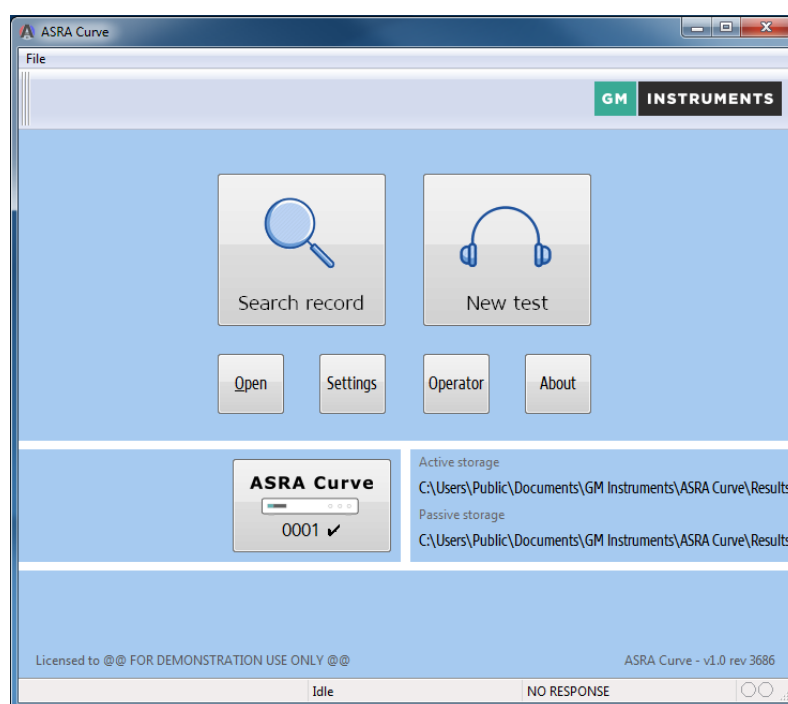 ASRA Curve
File
GM INSTRUMENTS
Search record
New test
Open
Settings
Operator
About
ASRA Curve
0001 ✔
Active storage
C:\Users\Public\Documents\GM Instruments\ASRA Curve\Results
Passive storage
C:\Users\Public\Documents\GM Instruments\ASRA Curve\Results
Licensed to @@ FOR DEMONSTRATION USE ONLY @@
ASRA Curve - v1.0 rev 3686
Idle
NO RESPONSE